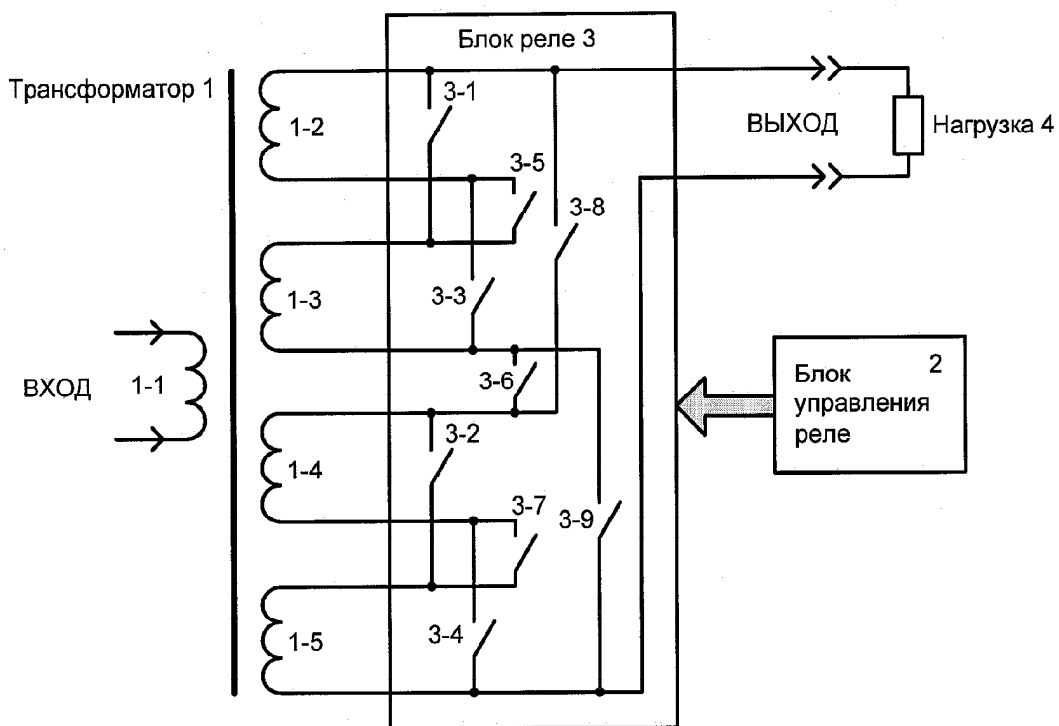 Блок реле 3
Трансформатор 1
3-1
1-2
ВЫХОД
Нагрузка 4
3-5
3-8
1-3
3-3
ВХОД
1-1
3-6
2
Блок
управления
реле
3-2
1-4
3-7
3-9
1-5
3-4